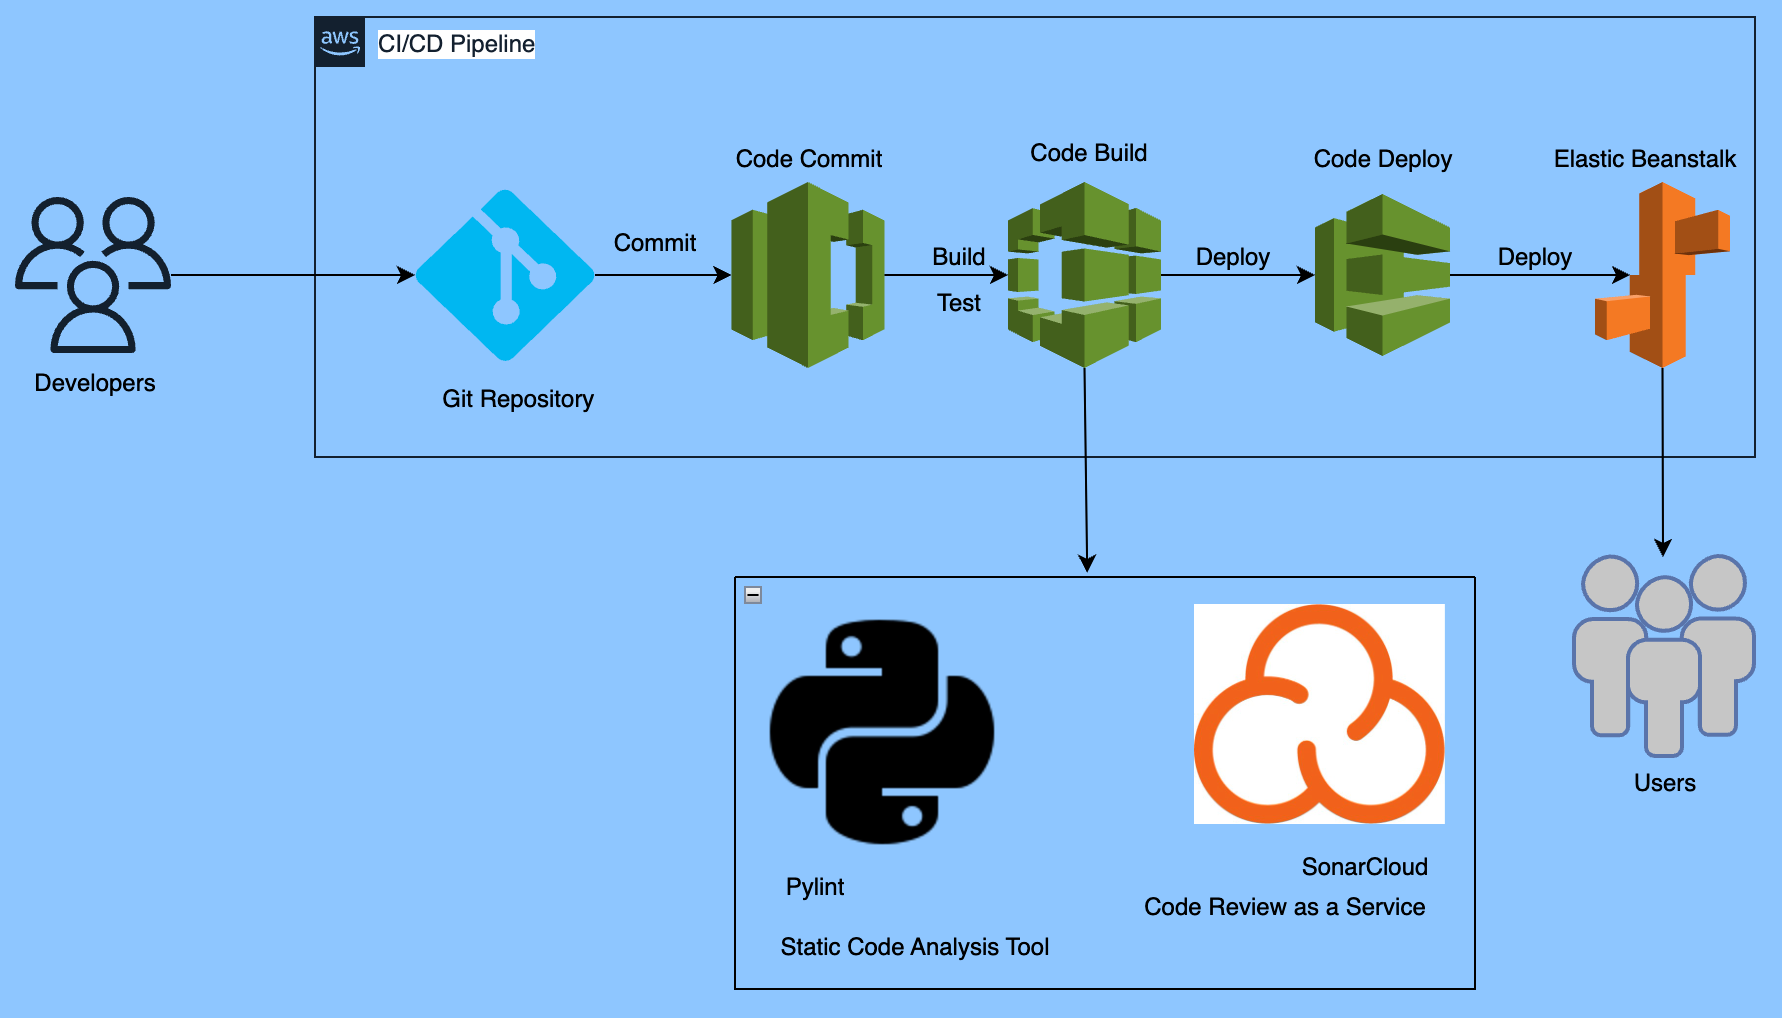 aws
CI/CD Pipeline
Code Commit
Code Build
Code Deploy
Elastic Beanstalk
Commit
Build
Test
Deploy
Deploy
Developers
Git Repository
Users
SonarCloud
Pylint
Code Review as a Service
Static Code Analysis Tool